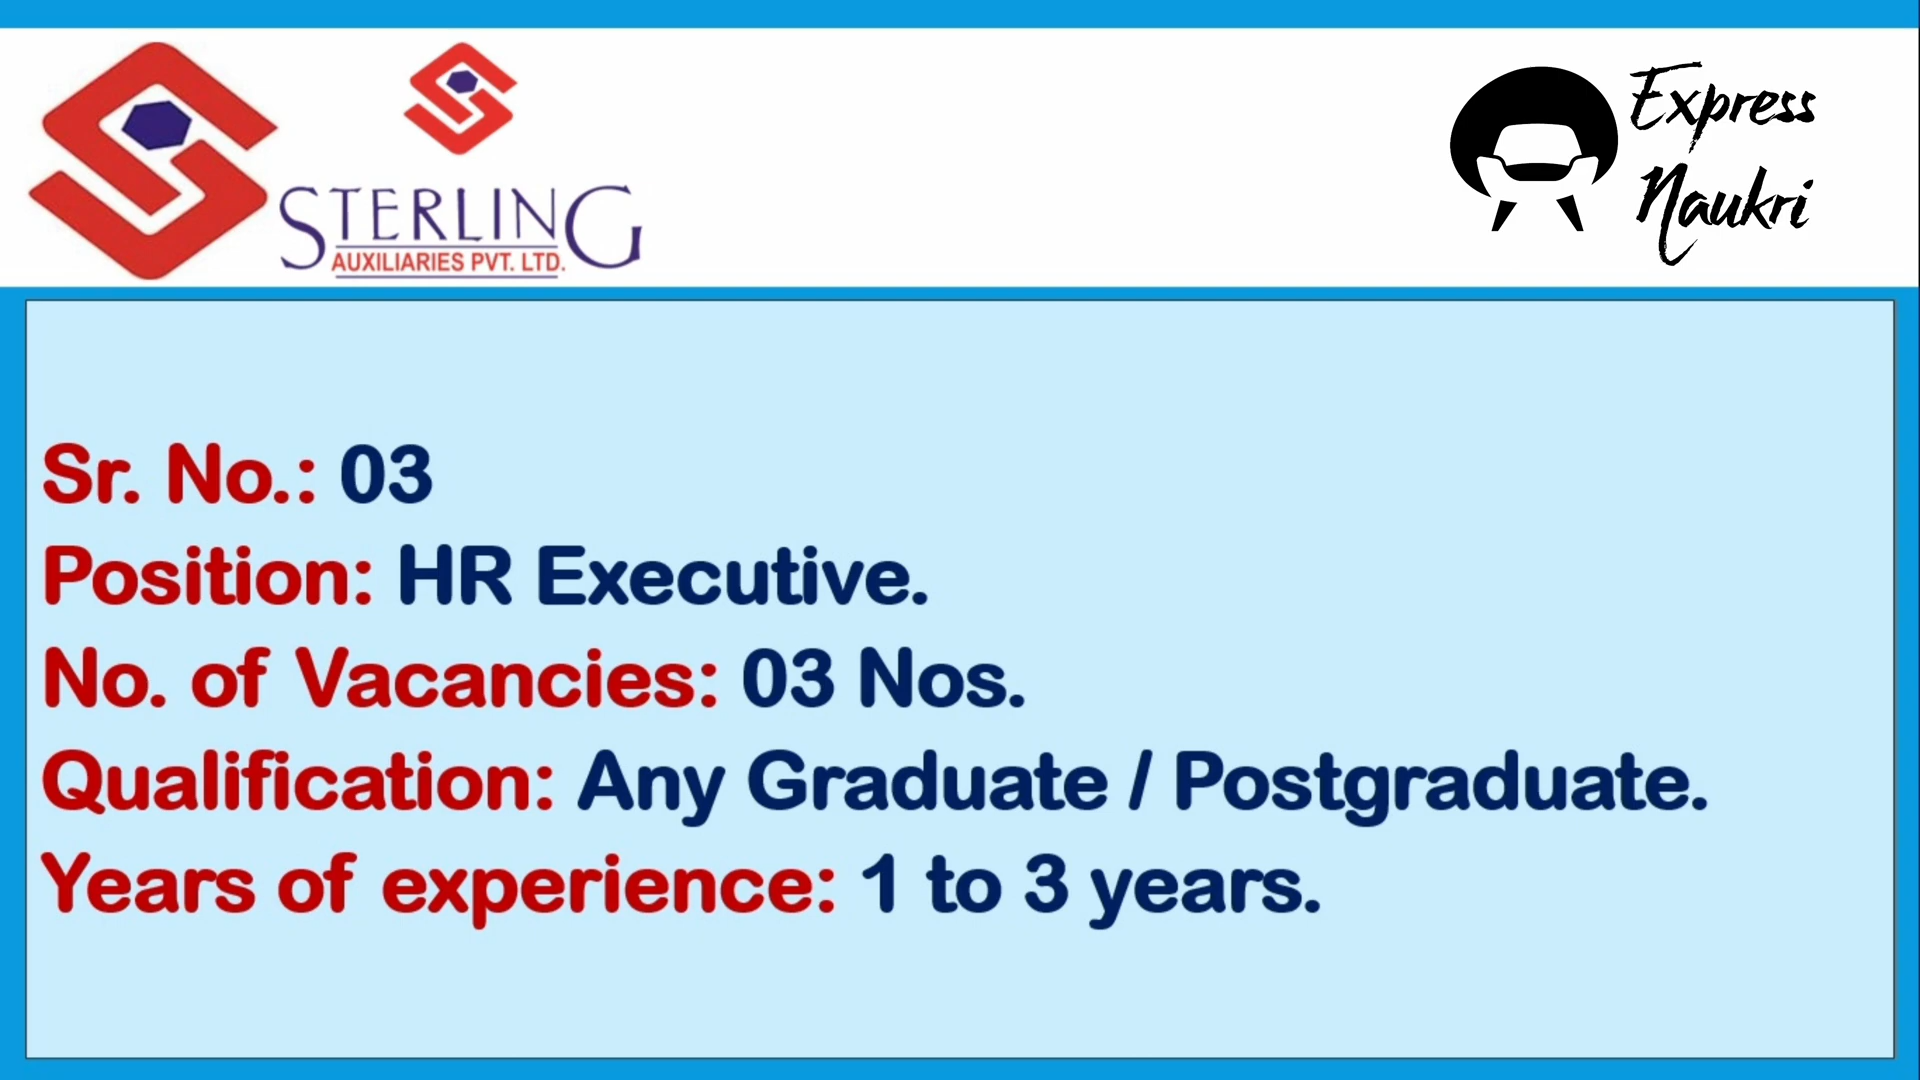 STERLING
AUXILIARIES PVT. LTD.
Express
Naukri
Sr. No.: 03
Position: HR Executive.
No. of Vacancies: 03 Nos.
Qualification: Any Graduate / Postgraduate.
Years of experience: 1 to 3 years.